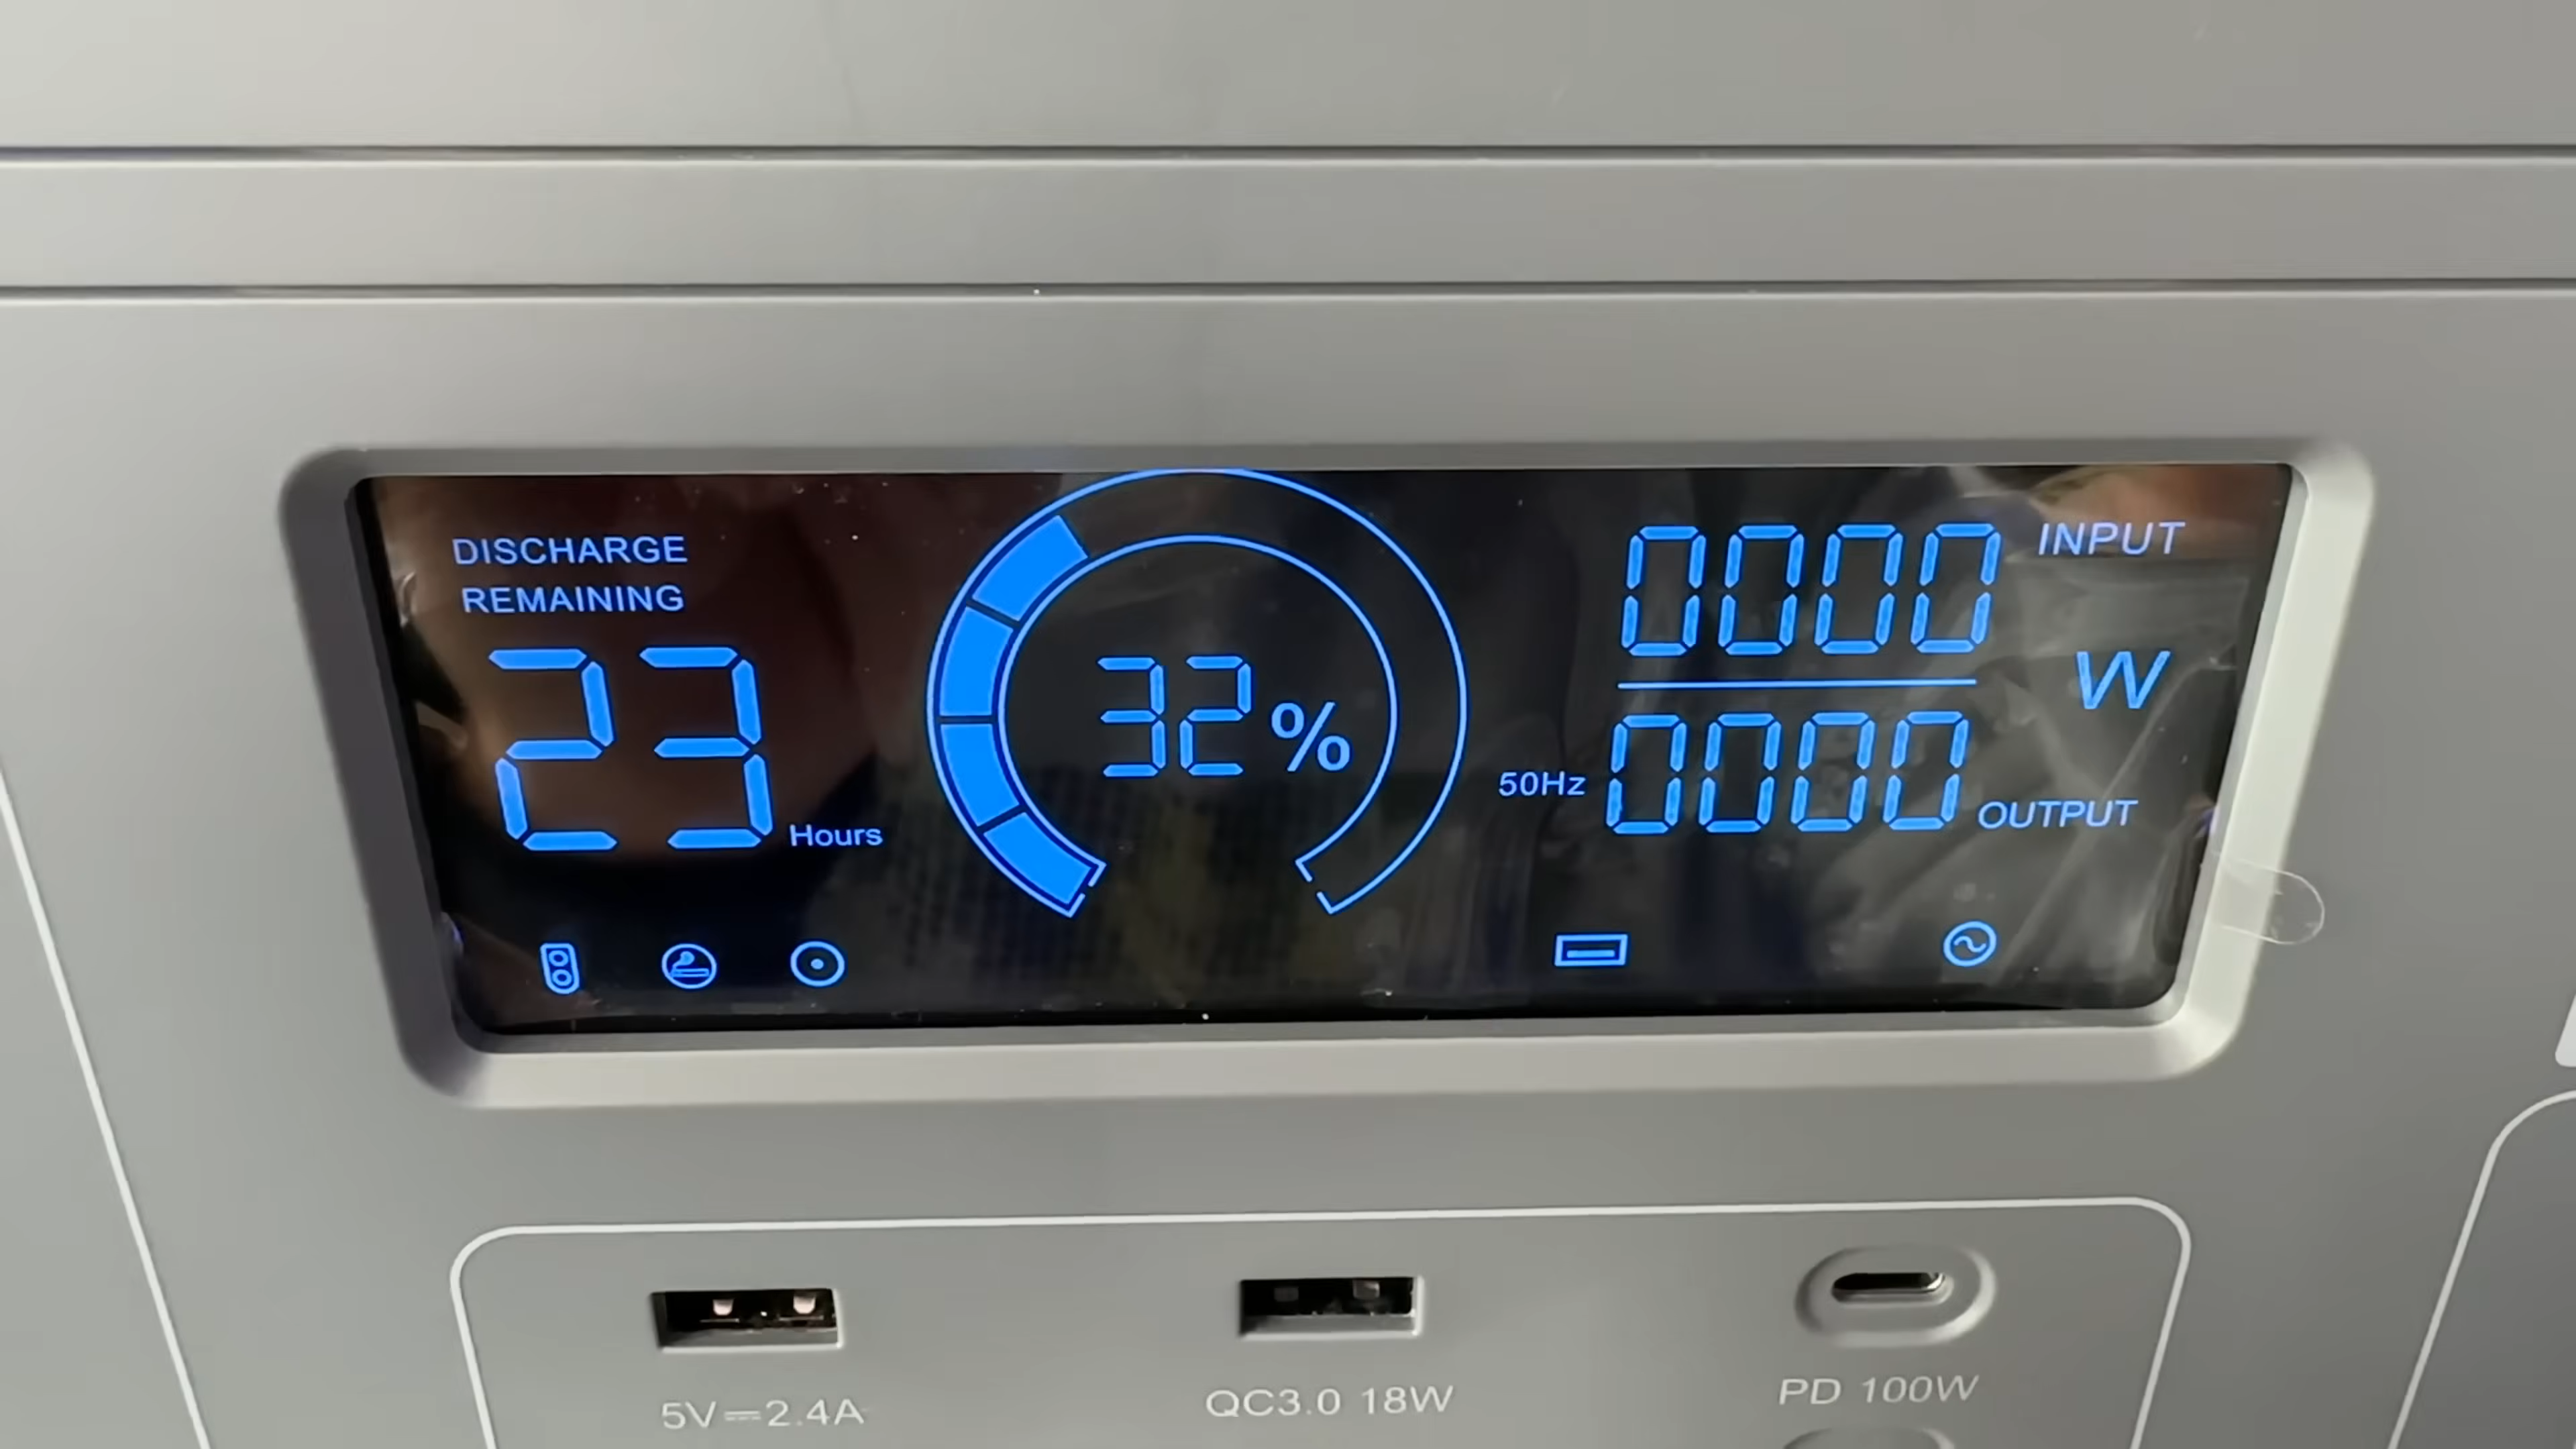 DISCHARGE
REMAINING
23 Hours
32%
0000 INPUT
W
50Hz 0000 OUTPUT
5V⎓2.4A
QC3.0 18W
PD 100W